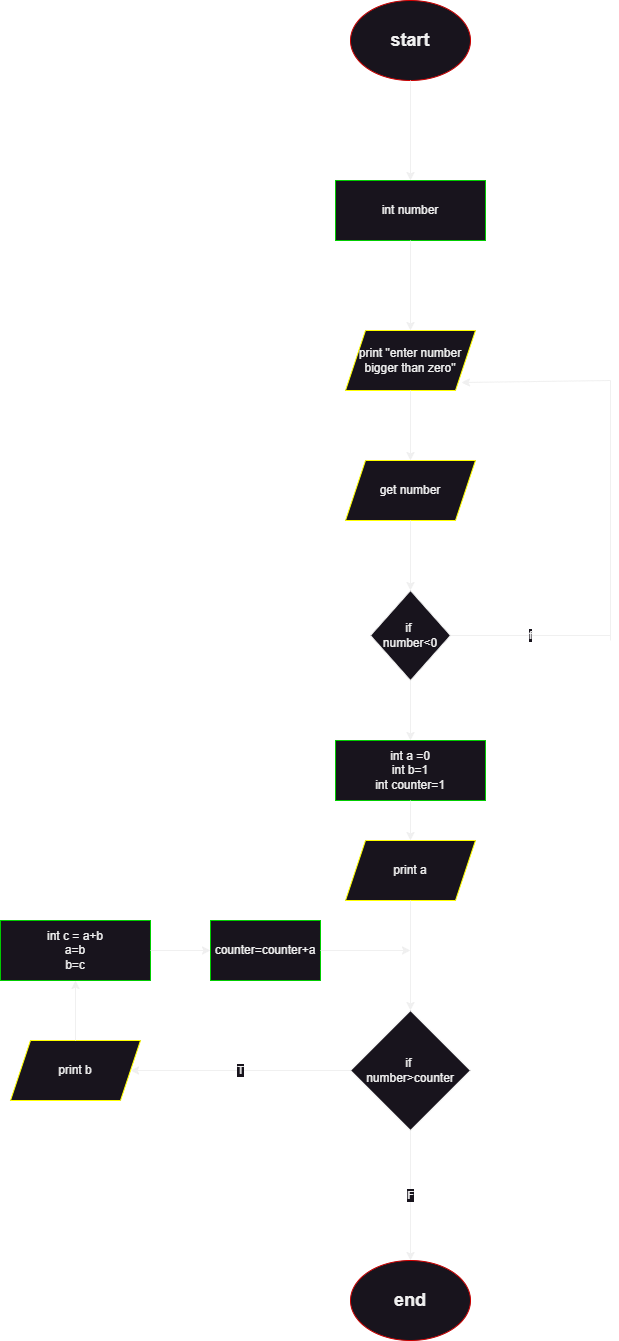 start
int number
print "enter number
bigger than zero"
get number
if
number<0
int a =0
int b=1
int counter=1
print a
int c = a+b
a=b
b=c
counter=counter+a
if
number>counter
T
print b
F
end